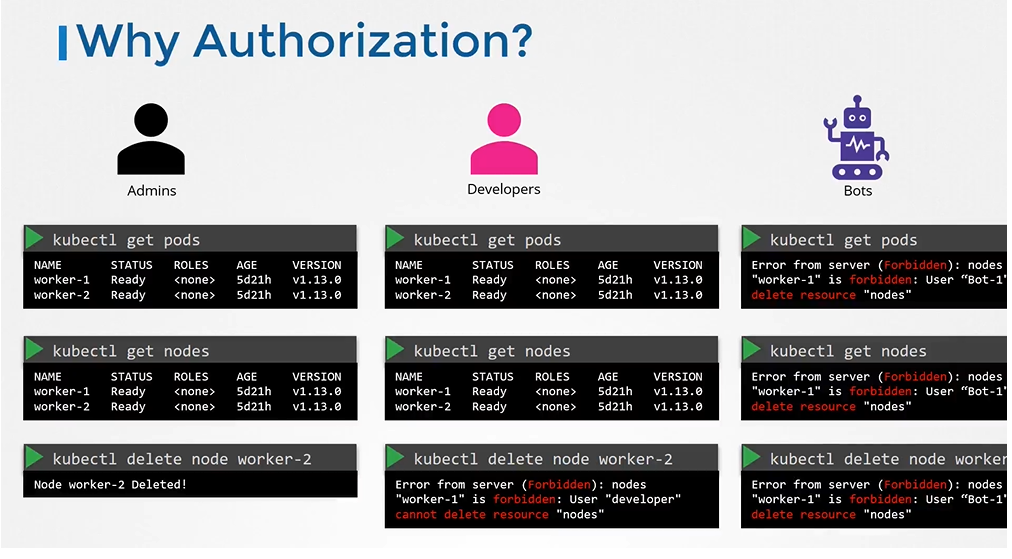 Why Authorization?
Admins
Developers
Bots
kubectl get pods
NAME STATUS ROLES AGE VERSION
worker-1 Ready <none> 5d21h v1.13.0
worker-2 Ready <none> 5d21h v1.13.0
kubectl get pods
NAME STATUS ROLES AGE VERSION
worker-1 Ready <none> 5d21h v1.13.0
worker-2 Ready <none> 5d21h v1.13.0
kubectl get pods
Error from server (Forbidden): nodes
"worker-1" is forbidden: User “Bot-1"
delete resource "nodes"
kubectl get nodes
NAME STATUS ROLES AGE VERSION
worker-1 Ready <none> 5d21h v1.13.0
worker-2 Ready <none> 5d21h v1.13.0
kubectl get nodes
NAME STATUS ROLES AGE VERSION
worker-1 Ready <none> 5d21h v1.13.0
worker-2 Ready <none> 5d21h v1.13.0
kubectl get nodes
Error from server (Forbidden): nodes
"worker-1" is forbidden: User “Bot-1"
delete resource "nodes"
kubectl delete node worker-2
Node worker-2 Deleted!
kubectl delete node worker-2
Error from server (Forbidden): nodes
"worker-1" is forbidden: User "developer"
cannot delete resource "nodes"
kubectl delete node worker
Error from server (Forbidden): nodes
"worker-1" is forbidden: User “Bot-1"
delete resource "nodes"